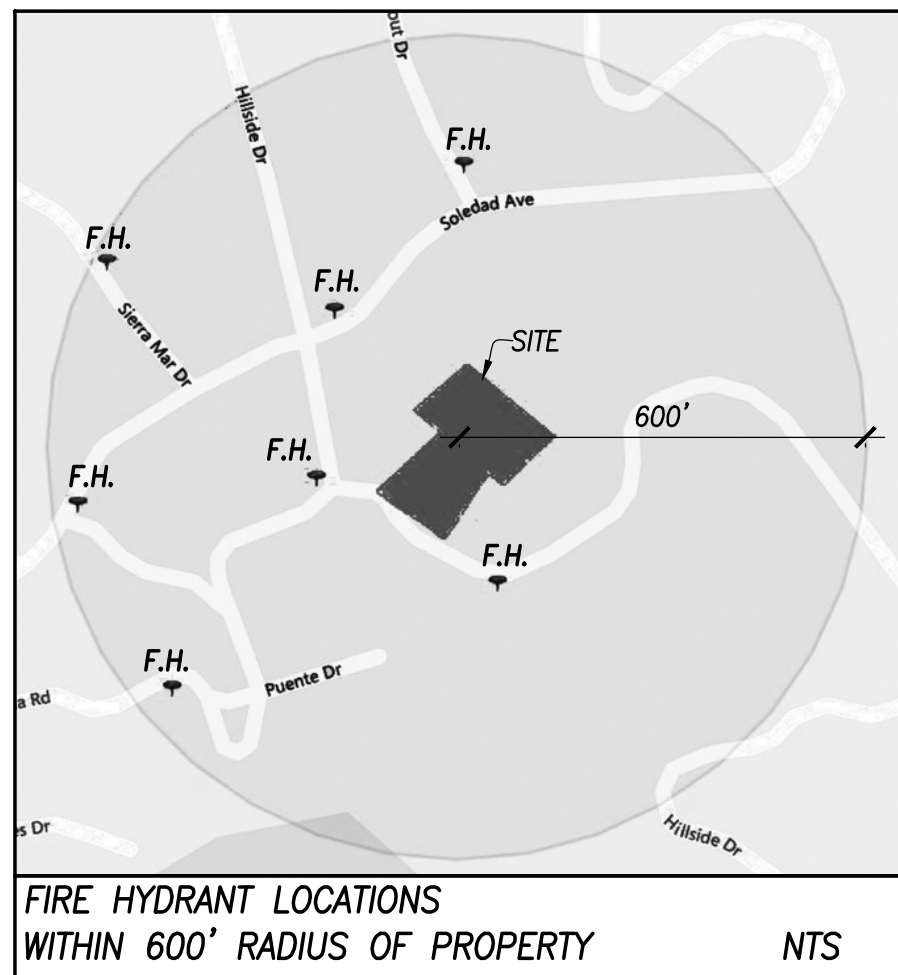 out Dr
Hillside Dr
F.H.
Soledad Ave
F.H.
F.H.
Sierra Mar Dr
SITE
600'
F.H.
F.H.
F.H.
F.H.
Puente Dr
a Rd
es Dr
Hillside Dr
FIRE HYDRANT LOCATIONS
WITHIN 600' RADIUS OF PROPERTY NTS